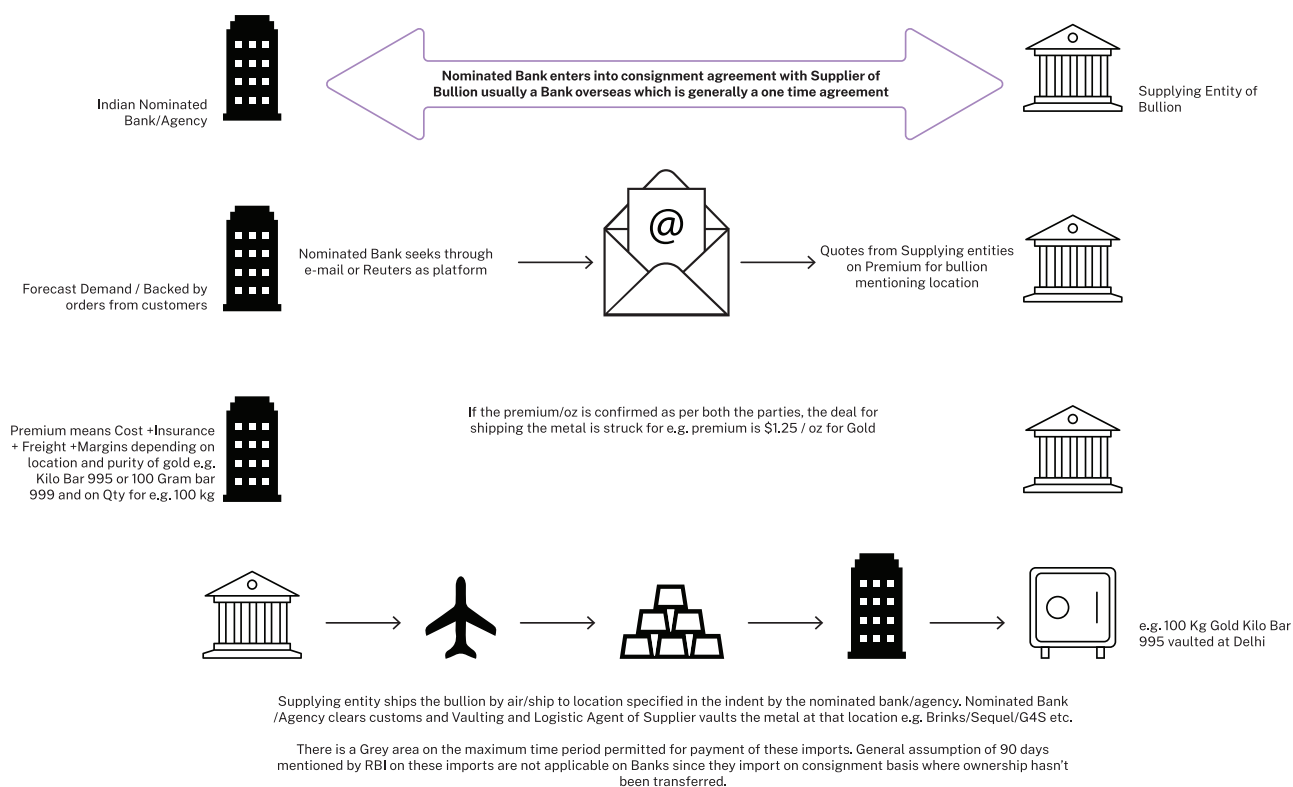 Indian Nominated
Bank/Agency
Nominated Bank enters into consignment agreement with Supplier of
Bullion usually a Bank overseas which is generally a one time agreement
Supplying Entity of
Bullion
Forecast Demand / Backed by
orders from customers
Nominated Bank seeks through
e-mail or Reuters as platform
@
Quotes from Supplying entities
on Premium for bullion
mentioning location
Premium means Cost +Insurance
+ Freight +Margins depending on
location and purity of gold e.g.
Kilo Bar 995 or 100 Gram bar
999 and on Qty for e.g. 100 kg
If the premium/oz is confirmed as per both the parties, the deal for
shipping the metal is struck for e.g. premium is $1.25 / oz for Gold
e.g. 100 Kg Gold Kilo Bar
995 vaulted at Delhi
Supplying entity ships the bullion by air/ship to location specified in the indent by the nominated bank/agency. Nominated Bank
/Agency clears customs and Vaulting and Logistic Agent of Supplier vaults the metal at that location e.g. Brinks/Sequel/G4S etc.
There is a Grey area on the maximum time period permitted for payment of these imports. General assumption of 90 days
mentioned by RBI on these imports are not applicable on Banks since they import on consignment basis where ownership hasn't
been transferred.